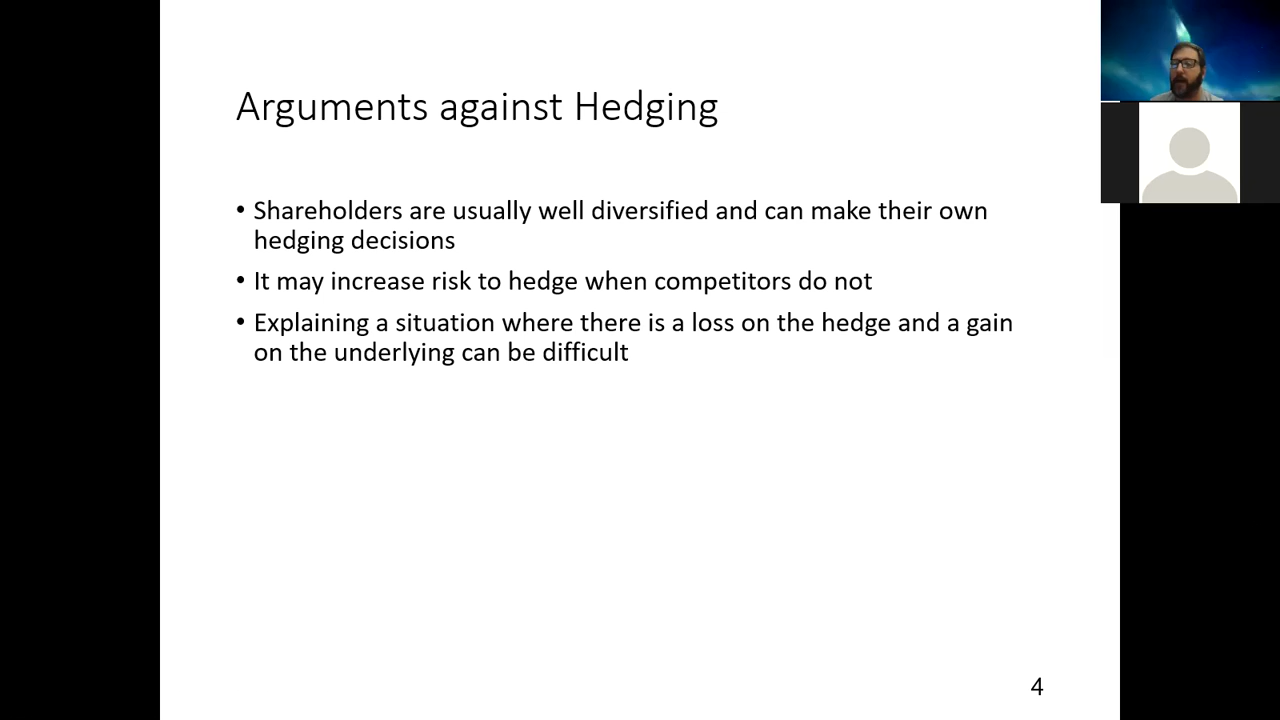 Arguments against Hedging
• Shareholders are usually well diversified and can make their own
hedging decisions
• It may increase risk to hedge when competitors do not
• Explaining a situation where there is a loss on the hedge and a gain
on the underlying can be difficult
4